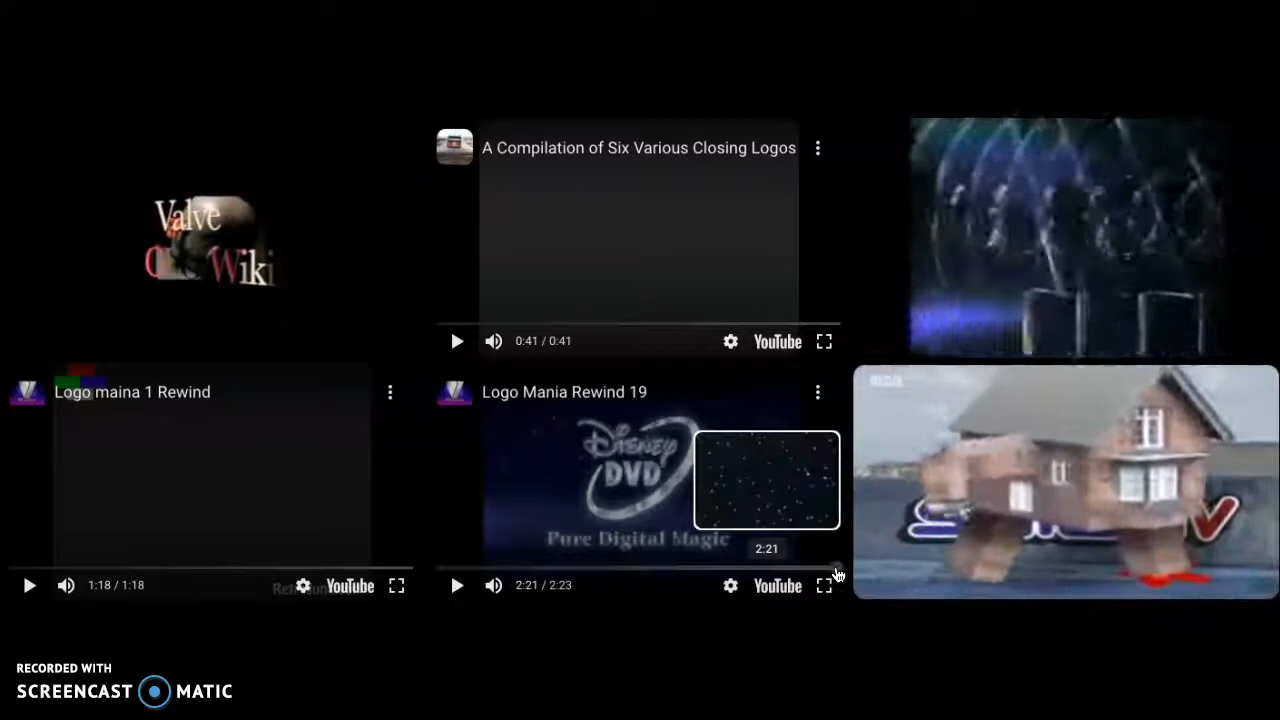 A Compilation of Six Various Closing Logos
Valve
Wiki
0:41 / 0:41
YouTube
Logo maina 1 Rewind
Logo Mania Rewind 19
DISNEY
DVD
Pure Digital Magic
2:21
1:18 / 1:18
YouTube
2:21 / 2:23
YouTube
RECORDED WITH
SCREENCAST MATIC